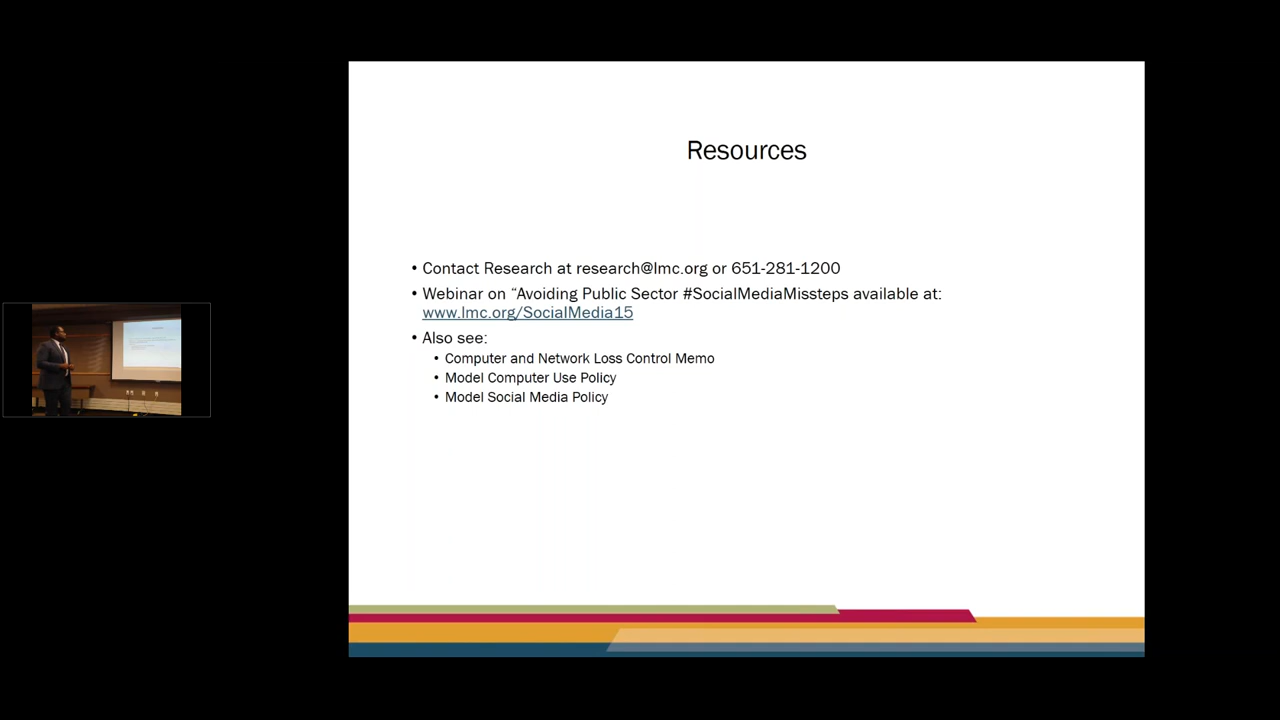 Resources
• Contact Research at research@lmc.org or 651-281-1200
• Webinar on “Avoiding Public Sector #SocialMediaMissteps available at:
www.lmc.org/SocialMedia15
• Also see:
• Computer and Network Loss Control Memo
• Model Computer Use Policy
• Model Social Media Policy